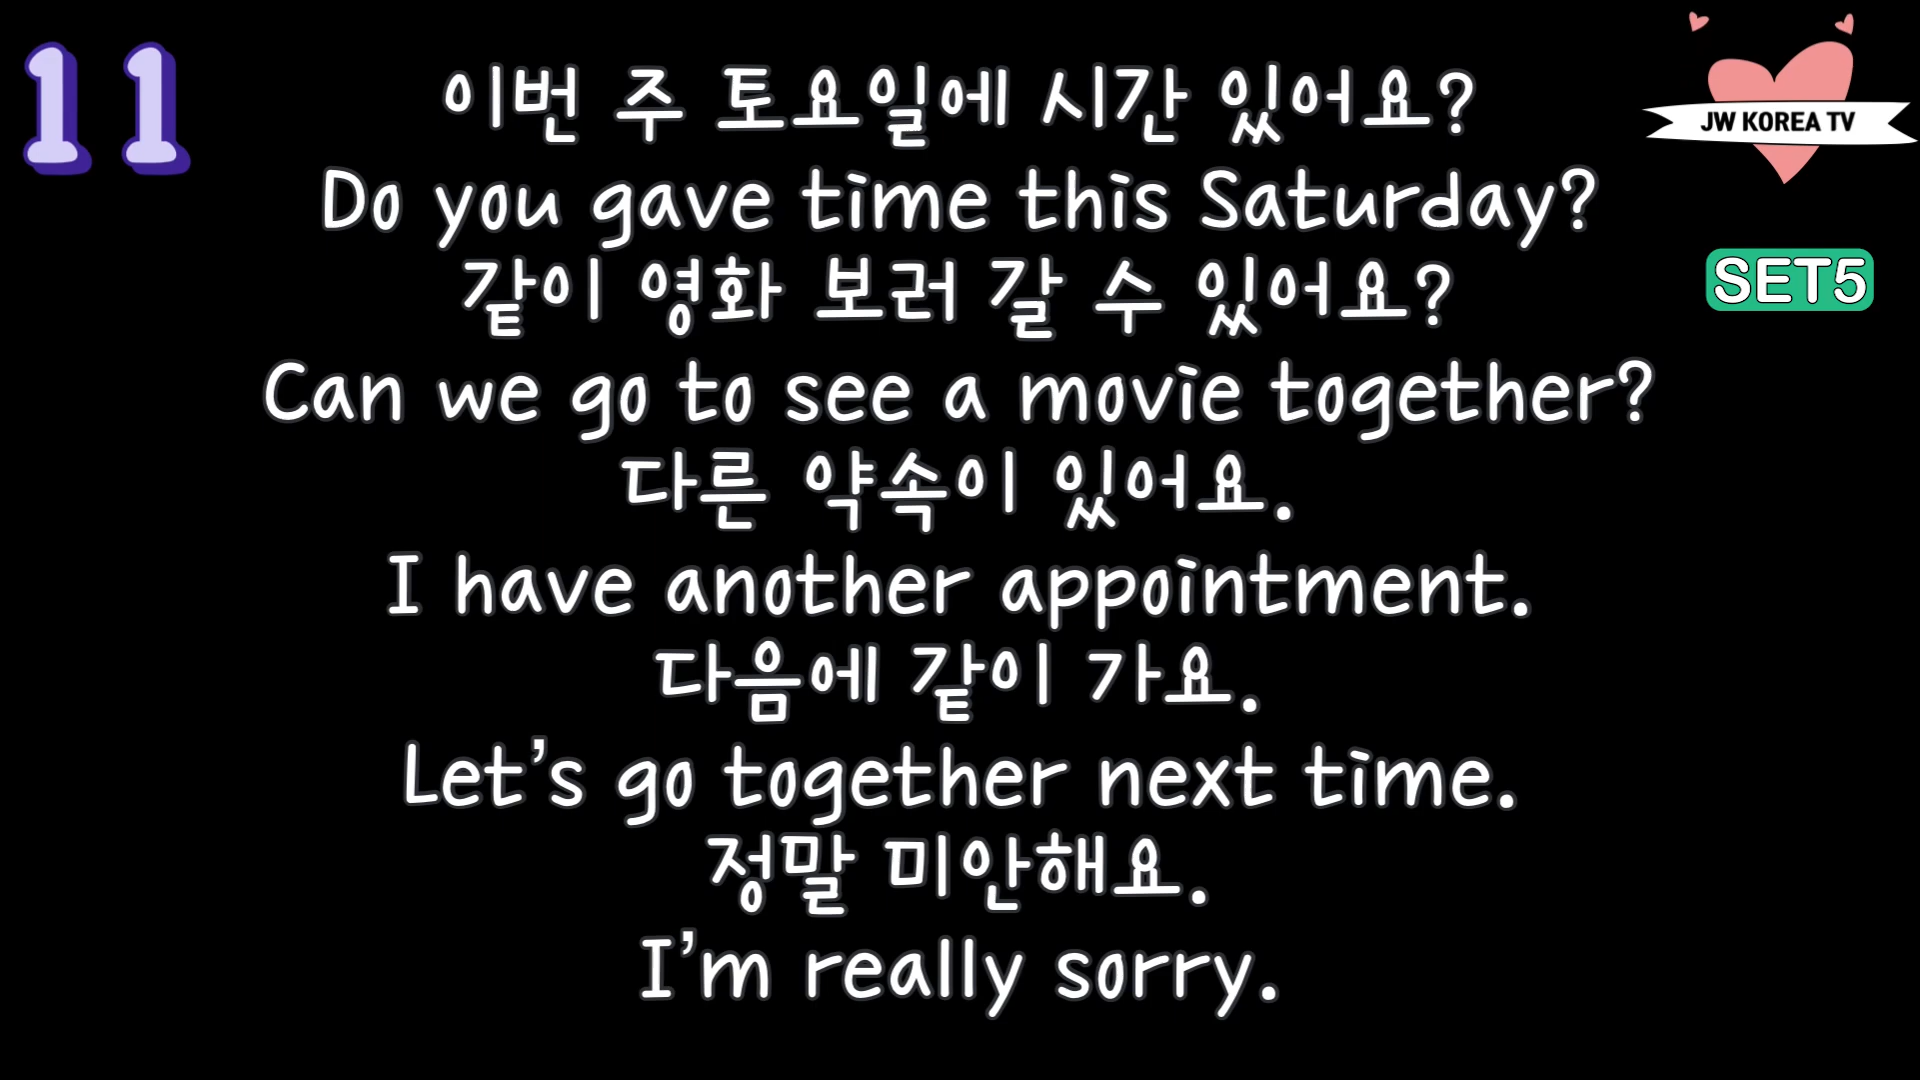 11
이번 주 토요일에 시간 있어요?
JW KOREA TV
Do you gave time this Saturday?
같이 영화 보러 갈 수 있어요?
SET5
Can we go to see a movie together?
다른 약속이 있어요.
I have another appointment.
다음에 같이 가요.
Let's go together next time.
정말 미안해요.
I'm really sorry.